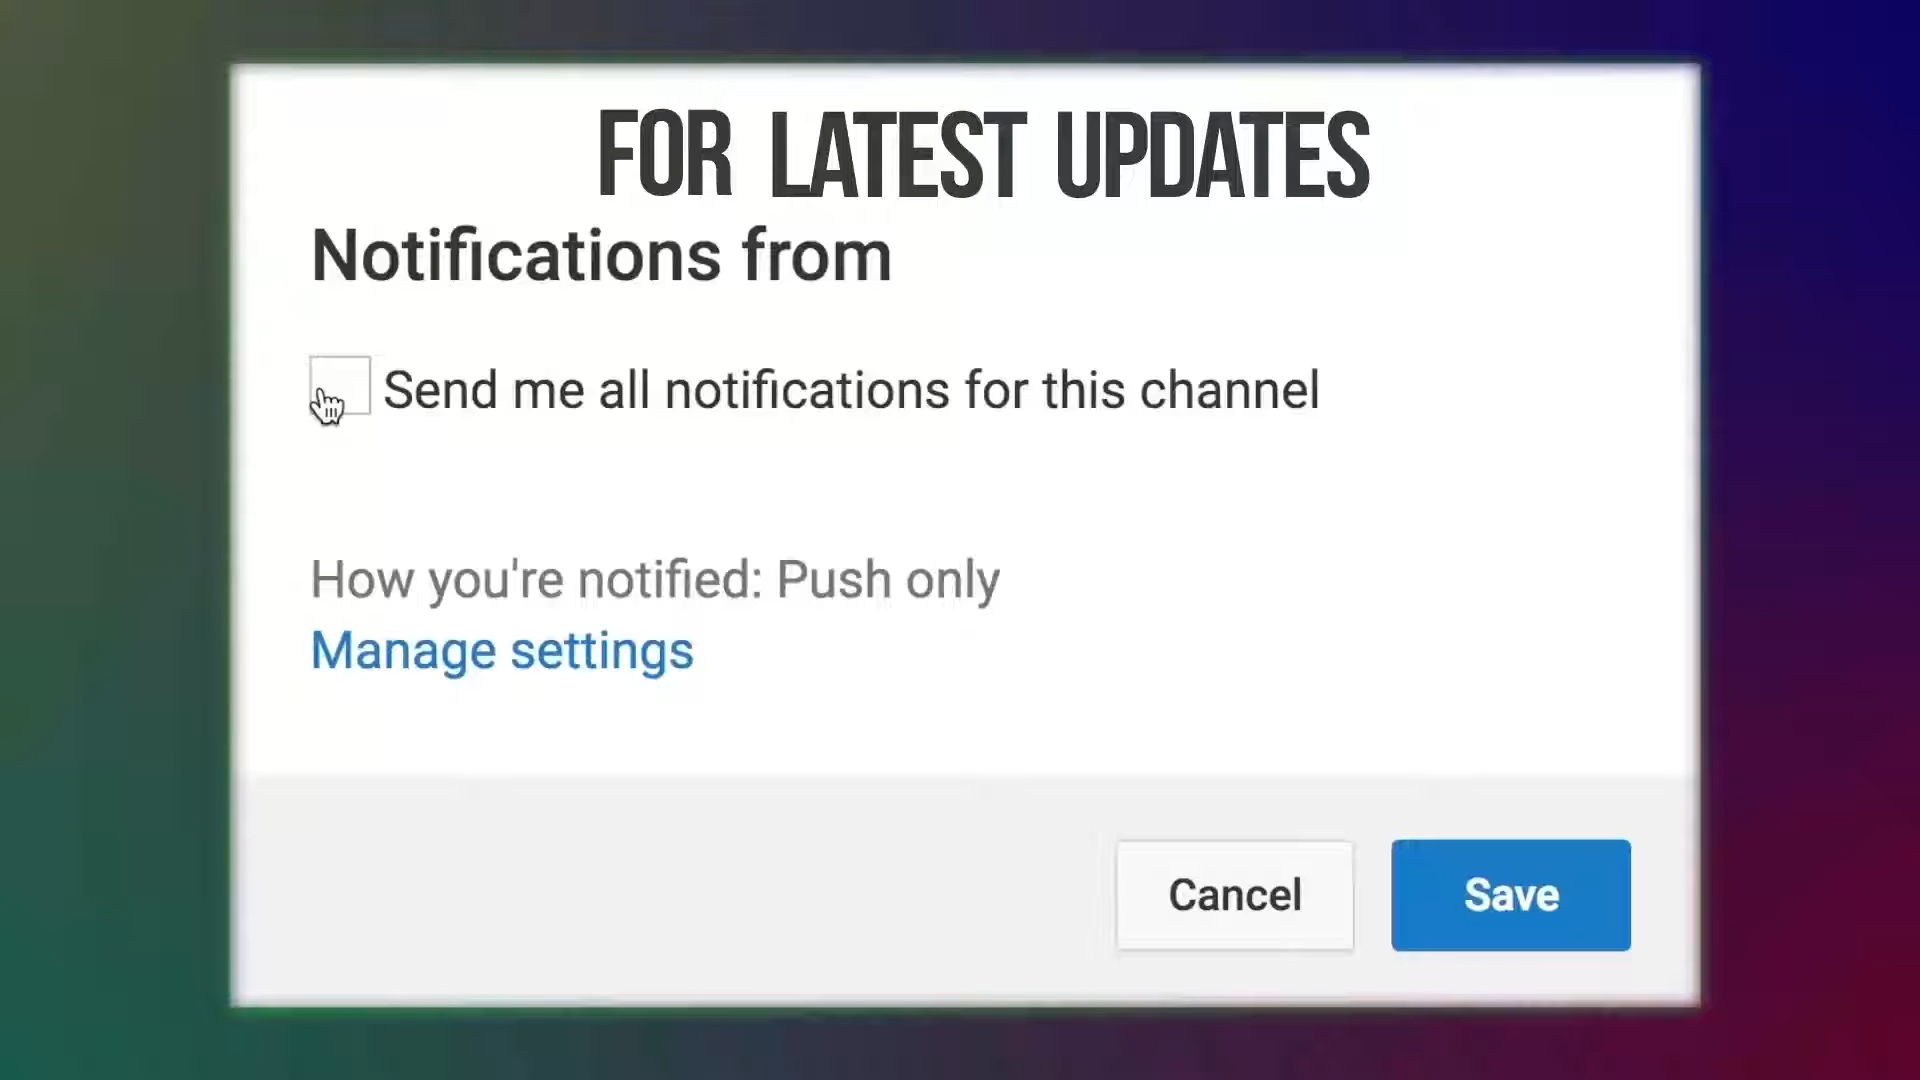 FOR LATEST UPDATES
Notifications from
Send me all notifications for this channel
How you're notified: Push only
Manage settings
Cancel Save